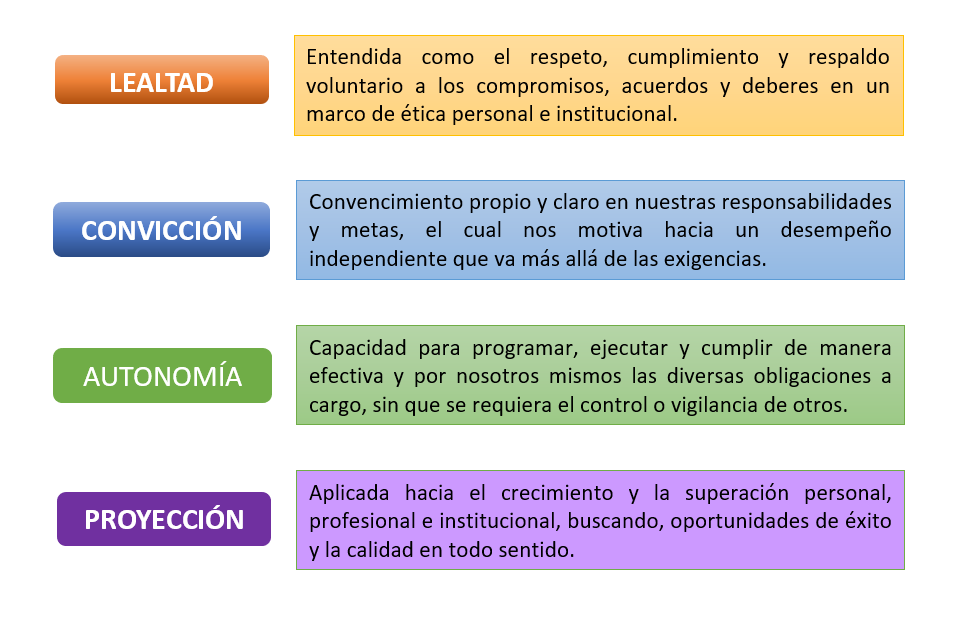 LEALTAD
Entendida como el respeto, cumplimiento y respaldo
voluntario a los compromisos, acuerdos y deberes en un
marco de ética personal e institucional.
CONVICCIÓN
Convencimiento propio y claro en nuestras responsabilidades
y metas, el cual nos motiva hacia un desempeño
independiente que va más allá de las exigencias.
AUTONOMÍA
Capacidad para programar, ejecutar y cumplir de manera
efectiva y por nosotros mismos las diversas obligaciones a
cargo, sin que se requiera el control o vigilancia de otros.
PROYECCIÓN
Aplicada hacia el crecimiento y la superación personal,
profesional e institucional, buscando, oportunidades de éxito
y la calidad en todo sentido.